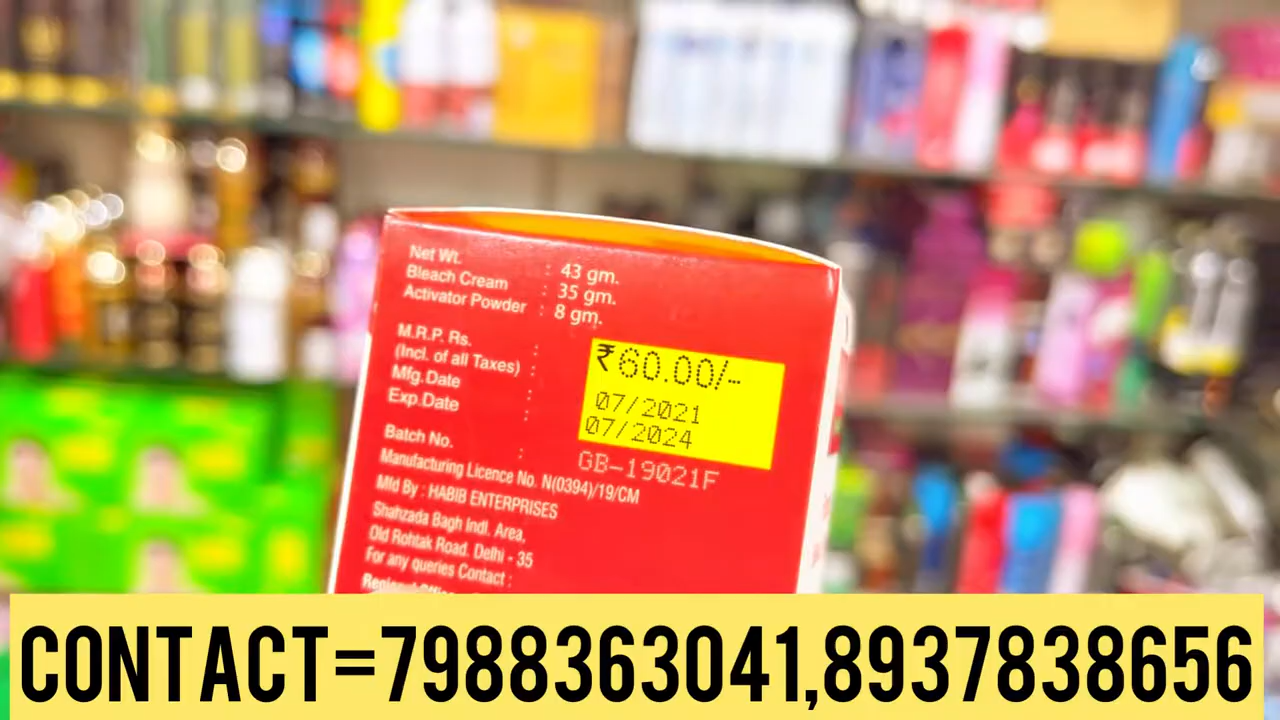 Net Wt. : 43 gm.
Bleach Cream : 35 gm.
Activator Powder : 8 gm.
M.R.P. Rs. :
(Incl. of all Taxes) : ₹60.00/-
Mfg.Date : 07/2021
Exp.Date : 07/2024
Batch No. : GB-19021F
Manufacturing Licence No. N(0394)/19/CM
Mfd By : HABIB ENTERPRISES
Shahzada Bagh Indl. Area,
Old Rohtak Road. Delhi - 35
For any queries Contact :
CONTACT=7988363041,8937838656